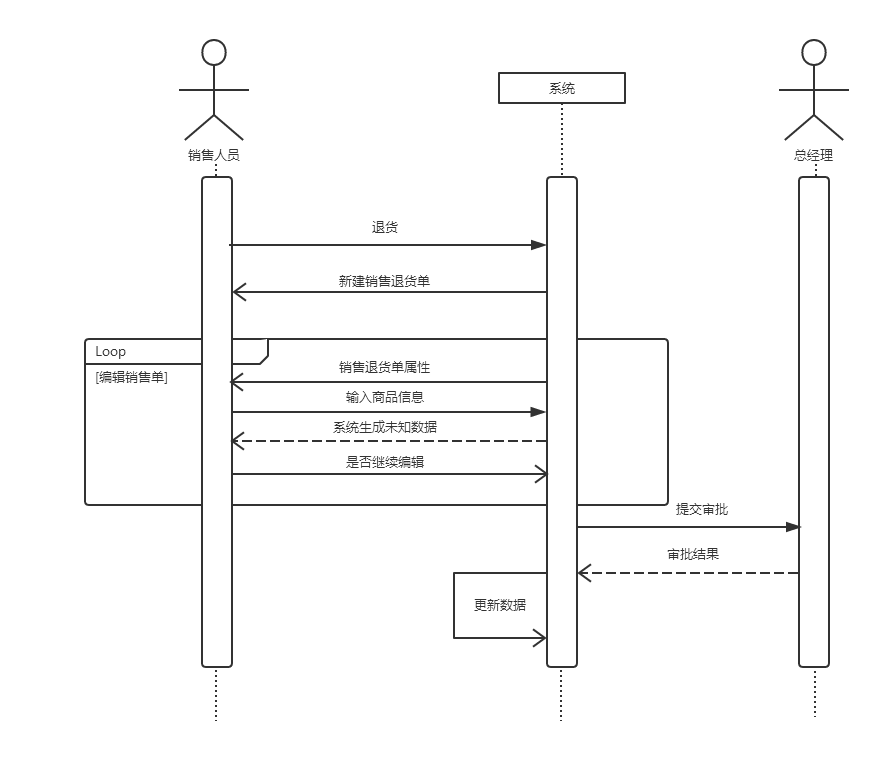 系统
销售人员
总经理
退货
新建销售退货单
Loop
[编辑销售单]
销售退货单属性
输入商品信息
系统生成未知数据
是否继续编辑
提交审批
审批结果
更新数据